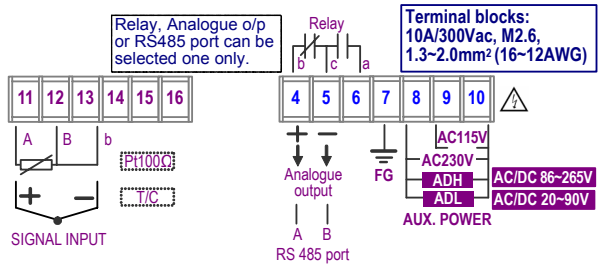 Relay, Analogue o/p
or RS485 port can be
selected one only.
Relay
b c a
Terminal blocks:
10A/300Vac, M2.6,
1.3~2.0mm² (16~12AWG)
11 12 13 14 15 16
4 5 6 7 8 9 10
A B b
Pt100Ω
T/C
+ −
SIGNAL INPUT
+ −
Analogue
output
A B
RS 485 port
FG
AC115V
AC230V
ADH AC/DC 86~265V
ADL AC/DC 20~90V
AUX. POWER